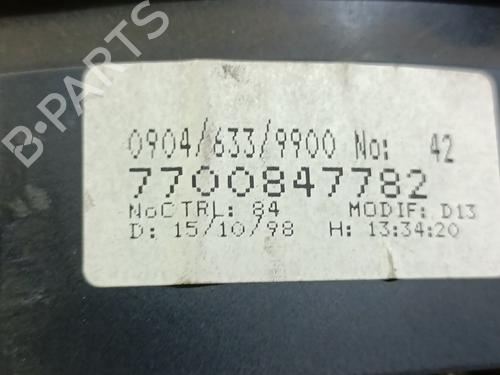 0904/633/9900 No: 42
7700847782
NoCTRL: 84 MODIF: D13
D: 15/10/98 H: 13:34:20
B-PARTS